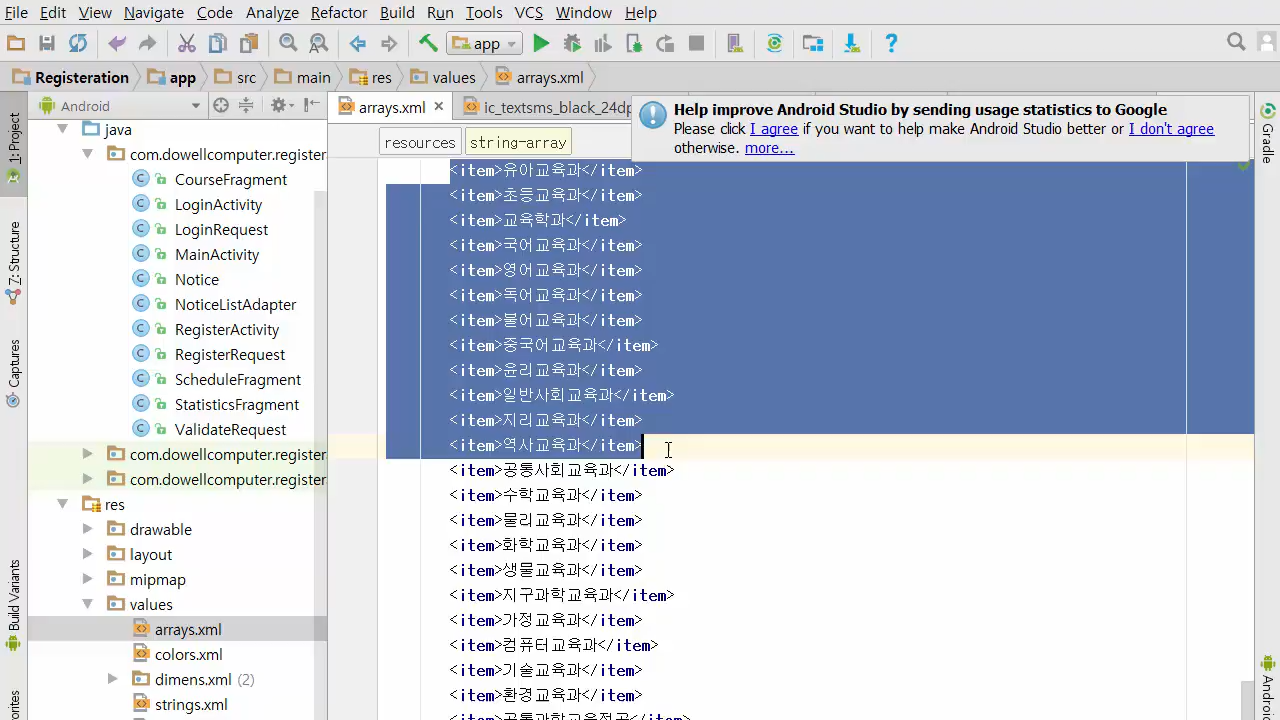 File Edit View Navigate Code Analyze Refactor Build Run Tools VCS Window Help
app
Registeration app src main res values arrays.xml
Android
arrays.xml ic_textsms_black_24dp
Help improve Android Studio by sending usage statistics to Google
Please click I agree if you want to help make Android Studio better or I don't agree
otherwise. more...
resources string-array
1: Project
Z: Structure
Captures
Build Variants
Gradle
java
com.dowellcomputer.register
CourseFragment
LoginActivity
LoginRequest
MainActivity
Notice
NoticeListAdapter
RegisterActivity
RegisterRequest
ScheduleFragment
StatisticsFragment
ValidateRequest
com.dowellcomputer.register
com.dowellcomputer.register
res
drawable
layout
mipmap
values
arrays.xml
colors.xml
dimens.xml (2)
strings.xml
<item>유아교육과</item>
<item>초등교육과</item>
<item>교육학과</item>
<item>국어교육과</item>
<item>영어교육과</item>
<item>독어교육과</item>
<item>불어교육과</item>
<item>중국어교육과</item>
<item>윤리교육과</item>
<item>일반사회교육과</item>
<item>지리교육과</item>
<item>역사교육과</item>
<item>공통사회교육과</item>
<item>수학교육과</item>
<item>물리교육과</item>
<item>화학교육과</item>
<item>생물교육과</item>
<item>지구과학교육과</item>
<item>가정교육과</item>
<item>컴퓨터교육과</item>
<item>기술교육과</item>
<item>환경교육과</item>
<item>공통과학교육전공</item>